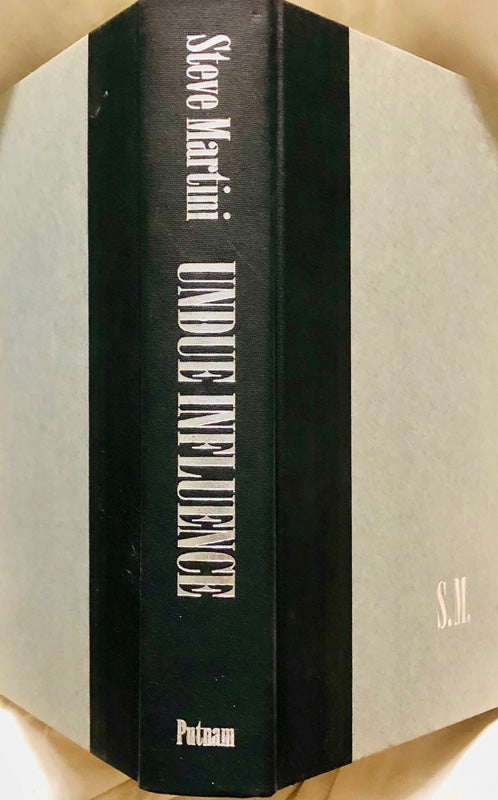 Steve Martini
UNDUE INFLUENCE
Putnam
S.M.